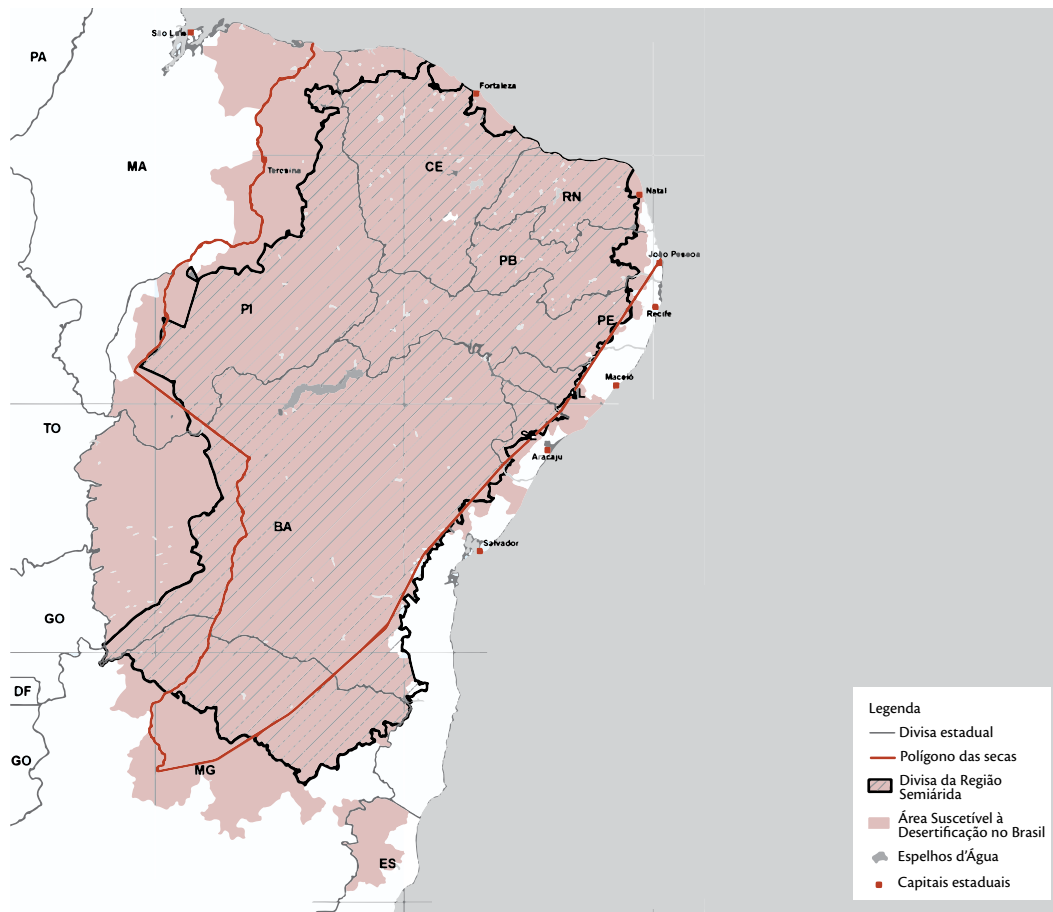 São Luís
PA
Fortaleza
MA
CE
Teresina
RN
Natal
João Pessoa
PB
PI
PE
Recife
Maceió
AL
TO
SE
Aracaju
BA
Salvador
GO
DF
GO
MG
ES
Legenda
Divisa estadual
Polígono das secas
Divisa da Região
Semiárida
Área Suscetível à
Desertificação no Brasil
Espelhos d'Água
Capitais estaduais